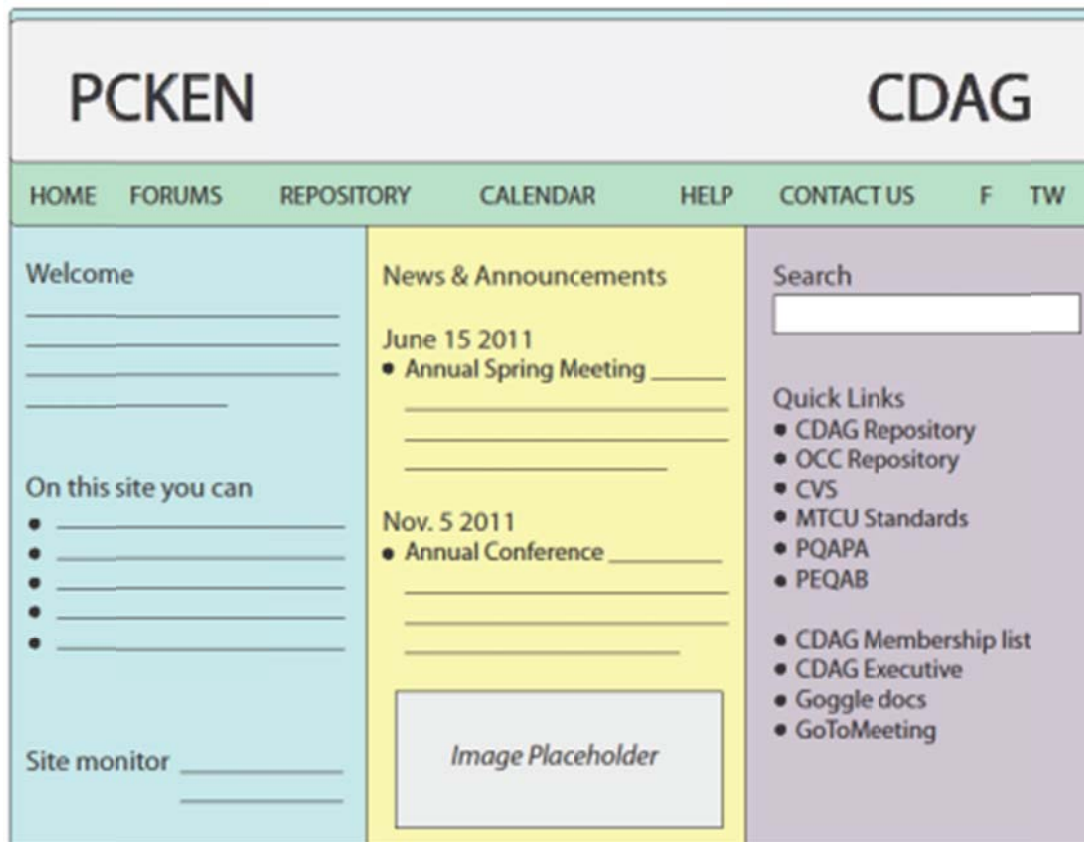 PCKEN CDAG
HOME FORUMS REPOSITORY CALENDAR HELP CONTACT US F TW
Welcome
On this site you can
Site monitor
News & Announcements
June 15 2011
• Annual Spring Meeting
Nov. 5 2011
• Annual Conference
Image Placeholder
Search
Quick Links
• CDAG Repository
• OCC Repository
• CVS
• MTCU Standards
• PQAPA
• PEQAB
• CDAG Membership list
• CDAG Executive
• Goggle docs
• GoToMeeting